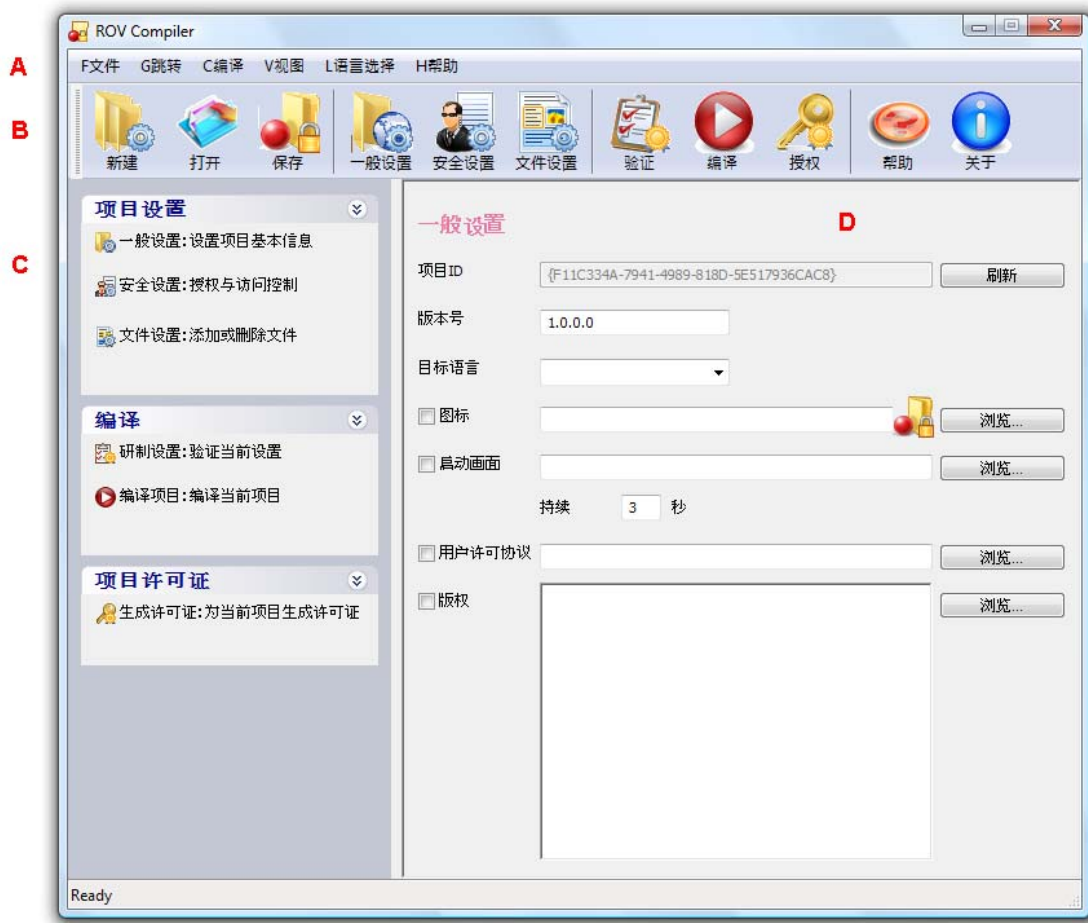 ROV Compiler
A
F文件 G跳转 C编译 V视图 L语言选择 H帮助
B
新建 打开 保存 一般设置 安全设置 文件设置 验证 编译 授权 帮助 关于
项目设置
一般设置:设置项目基本信息
C
安全设置:授权与访问控制
文件设置:添加或删除文件
编译
研制设置:验证当前设置
编译项目:编译当前项目
项目许可证
生成许可证:为当前项目生成许可证
一般设置
D
项目ID {F11C334A-7941-4989-818D-5E517936CAC8} 刷新
版本号 1.0.0.0
目标语言
图标 浏览...
启动画面 浏览...
持续 3 秒
用户许可协议 浏览...
版权 浏览...
Ready